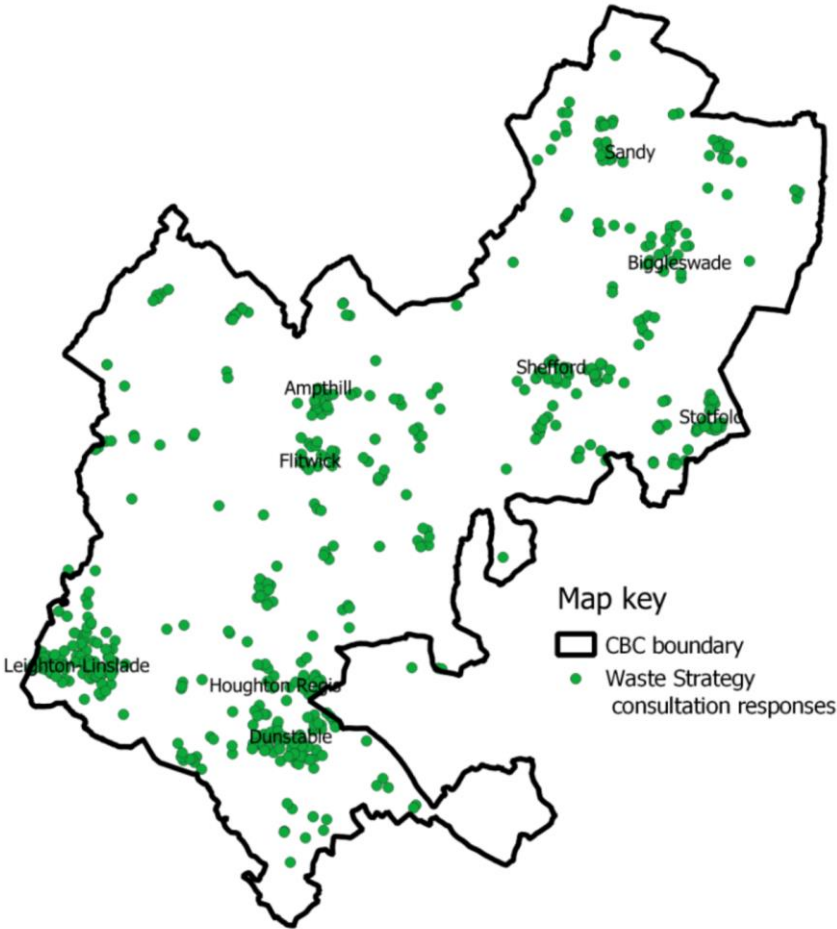 Sandy
Biggleswade
Shefford
Ampthill
Stotfold
Flitwick
Map key
CBC boundary
Leighton-Linslade
Waste Strategy
consultation responses
Houghton Regis
Dunstable